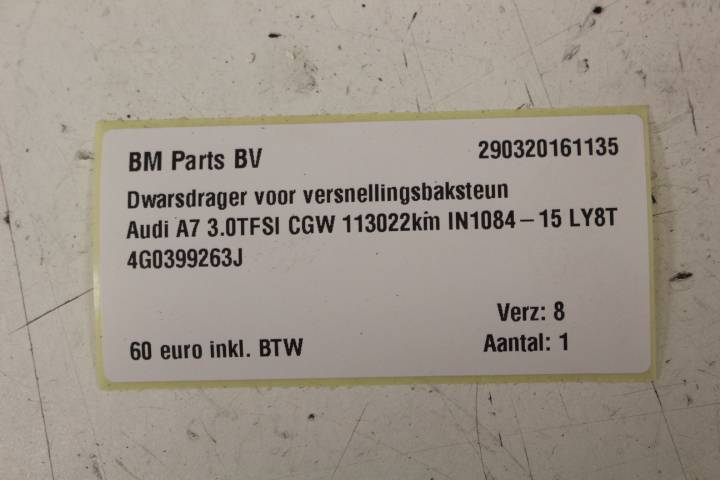 BM Parts BV 290320161135
Dwarsdrager voor versnellingsbaksteun
Audi A7 3.0TFSI CGW 113022km IN1084-15 LY8T
4G0399263J
Verz: 8
60 euro inkl. BTW Aantal: 1